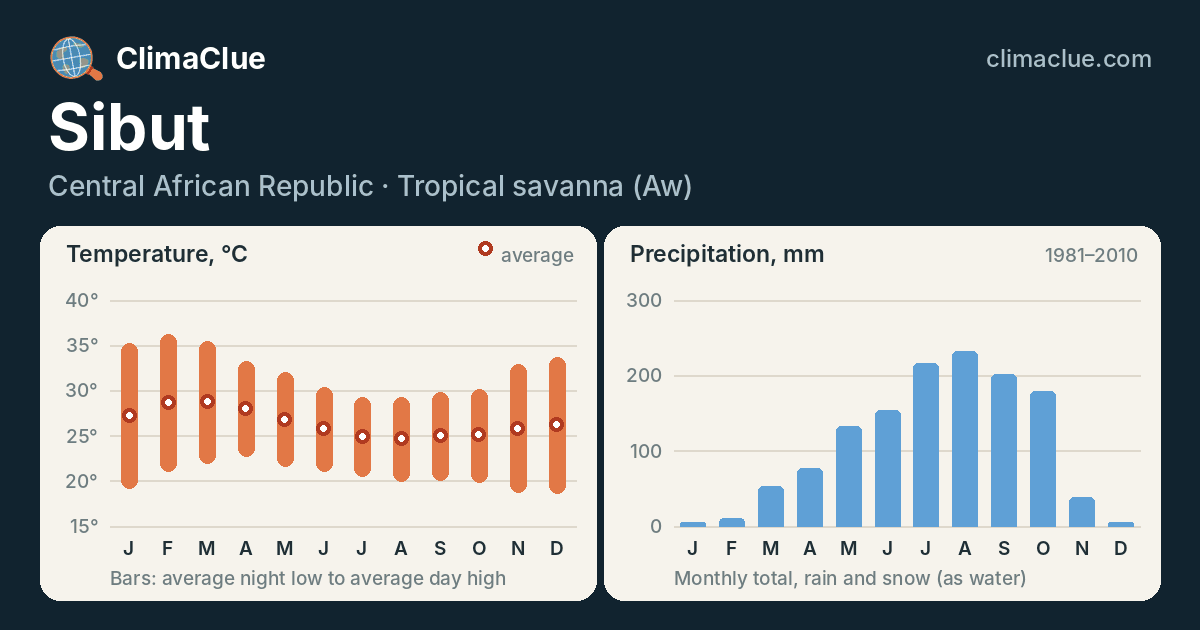 ClimaClue
climaclue.com
Sibut
Central African Republic · Tropical savanna (Aw)
Temperature, °C
average
40°
35°
30°
25°
20°
15°
J F M A M J J A S O N D
Bars: average night low to average day high
Precipitation, mm
1981–2010
300
200
100
0
J F M A M J J A S O N D
Monthly total, rain and snow (as water)